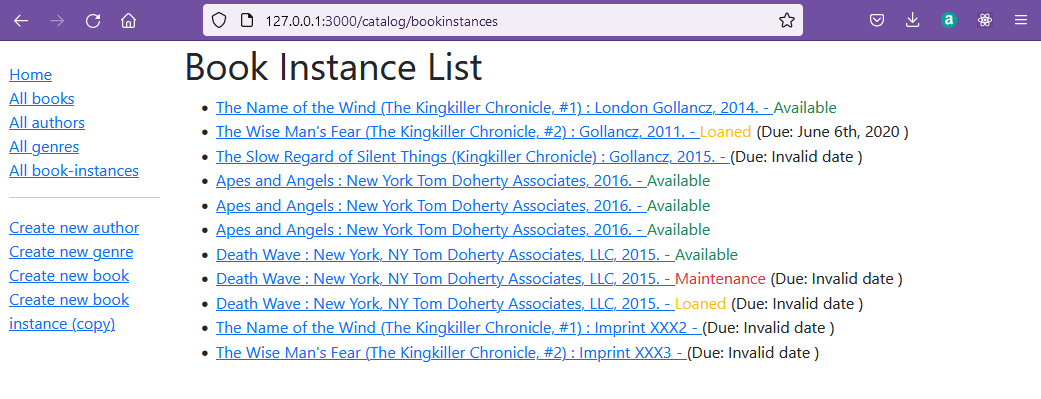 127.0.0.1:3000/catalog/bookinstances
Book Instance List
Home
All books
All authors
All genres
All book-instances
Create new author
Create new genre
Create new book
Create new book
instance (copy)
The Name of the Wind (The Kingkiller Chronicle, #1) : London Gollancz, 2014. - Available
The Wise Man's Fear (The Kingkiller Chronicle, #2) : Gollancz, 2011. - Loaned (Due: June 6th, 2020 )
The Slow Regard of Silent Things (Kingkiller Chronicle) : Gollancz, 2015. - (Due: Invalid date )
Apes and Angels : New York Tom Doherty Associates, 2016. - Available
Apes and Angels : New York Tom Doherty Associates, 2016. - Available
Apes and Angels : New York Tom Doherty Associates, 2016. - Available
Death Wave : New York, NY Tom Doherty Associates, LLC, 2015. - Available
Death Wave : New York, NY Tom Doherty Associates, LLC, 2015. - Maintenance (Due: Invalid date )
Death Wave : New York, NY Tom Doherty Associates, LLC, 2015. - Loaned (Due: Invalid date )
The Name of the Wind (The Kingkiller Chronicle, #1) : Imprint XXX2 - (Due: Invalid date )
The Wise Man's Fear (The Kingkiller Chronicle, #2) : Imprint XXX3 - (Due: Invalid date )